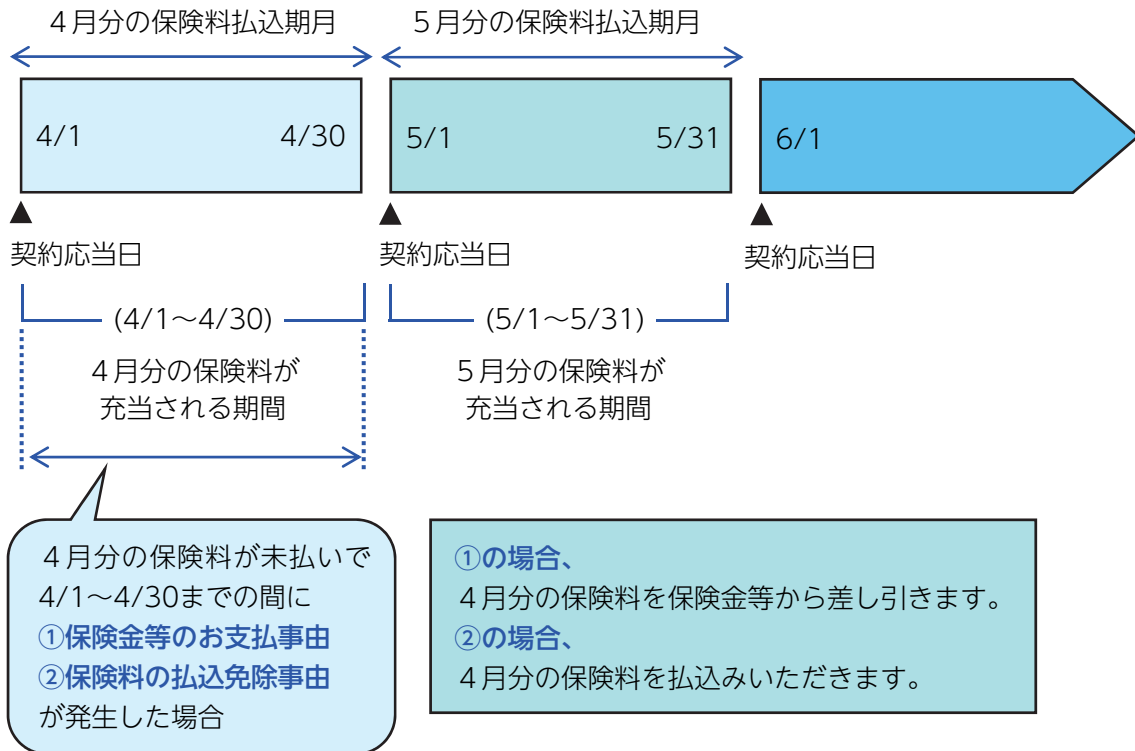 4月分の保険料払込期月
5月分の保険料払込期月
4/1
4/30
5/1
5/31
6/1
▲
契約応当日
▲
契約応当日
▲
契約応当日
(4/1～4/30)
4月分の保険料が
充当される期間
(5/1～5/31)
5月分の保険料が
充当される期間
4月分の保険料が未払いで
4/1～4/30までの間に
①保険金等のお支払事由
②保険料の払込免除事由
が発生した場合
①の場合、
4月分の保険料を保険金等から差し引きます。
②の場合、
4月分の保険料を払込みいただきます。